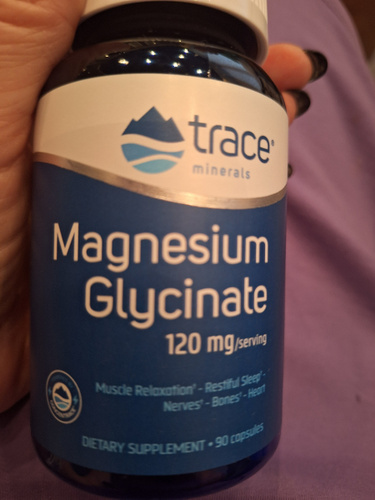 trace®
minerals
Magnesium
Glycinate
120 mg/serving
Muscle Relaxation† - Restful Sleep† -
Nerves† - Bones† - Heart
DIETARY SUPPLEMENT • 90 capsules